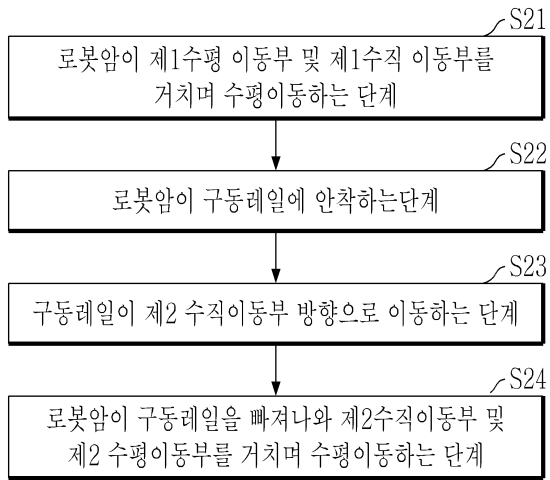 S21
로봇암이 제1수평 이동부 및 제1수직 이동부를
거치며 수평이동하는 단계
S22
로봇암이 구동레일에 안착하는단계
S23
구동레일이 제2 수직이동부 방향으로 이동하는 단계
S24
로봇암이 구동레일을 빠져나와 제2수직이동부 및
제2 수평이동부를 거치며 수평이동하는 단계